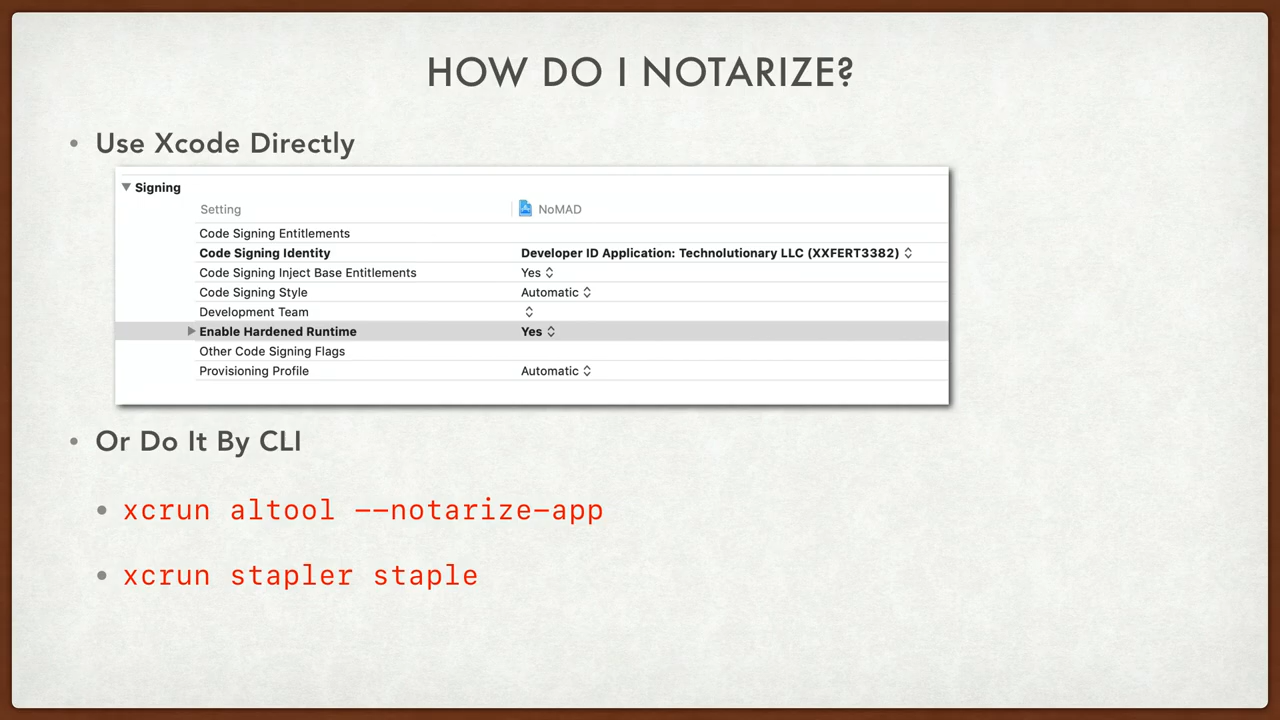 HOW DO I NOTARIZE?
• Use Xcode Directly
Signing
Setting NoMAD
Code Signing Entitlements
Code Signing Identity Developer ID Application: Technolutionary LLC (XXFERT3382)
Code Signing Inject Base Entitlements Yes
Code Signing Style Automatic
Development Team
Enable Hardened Runtime Yes
Other Code Signing Flags
Provisioning Profile Automatic
• Or Do It By CLI
• xcrun altool --notarize-app
• xcrun stapler staple